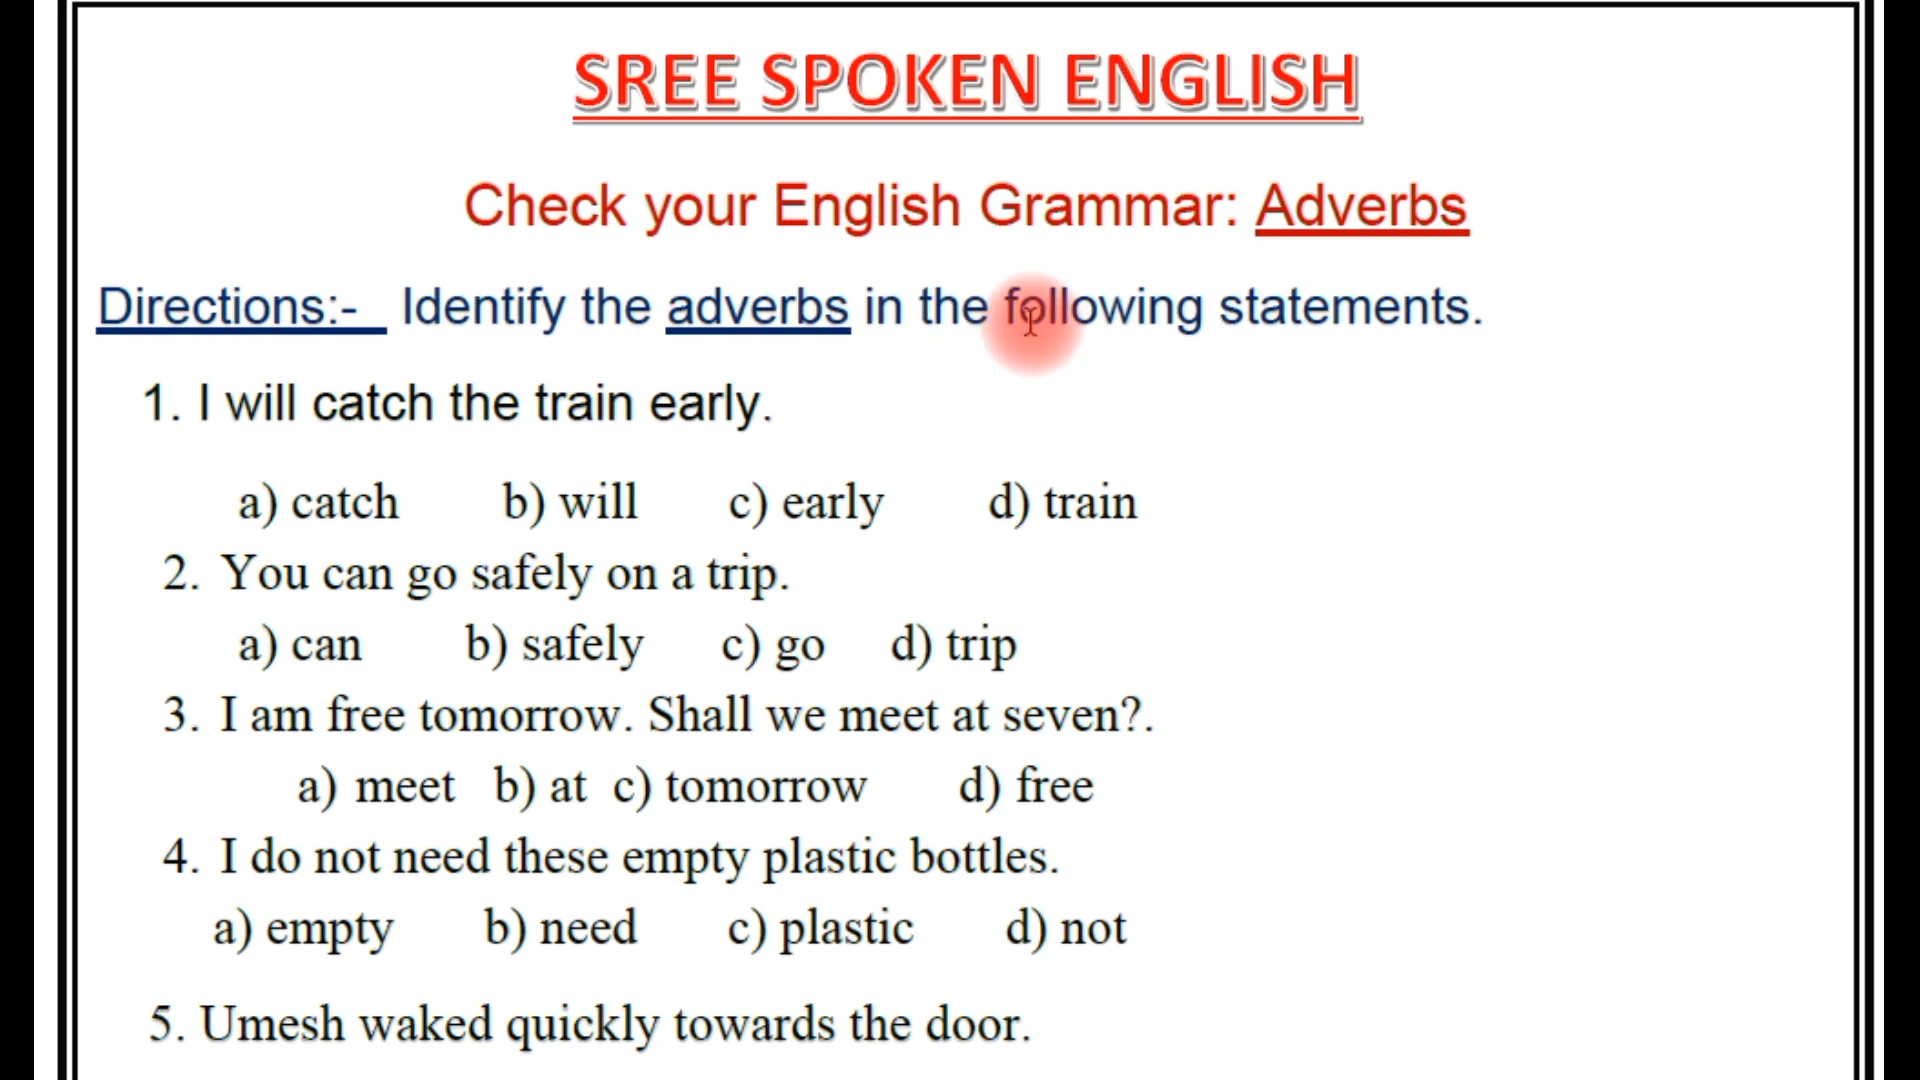 SREE SPOKEN ENGLISH
Check your English Grammar: Adverbs
Directions:- Identify the adverbs in the following statements.
1. I will catch the train early.
a) catch b) will c) early d) train
2. You can go safely on a trip.
a) can b) safely c) go d) trip
3. I am free tomorrow. Shall we meet at seven?.
a) meet b) at c) tomorrow d) free
4. I do not need these empty plastic bottles.
a) empty b) need c) plastic d) not
5. Umesh waked quickly towards the door.